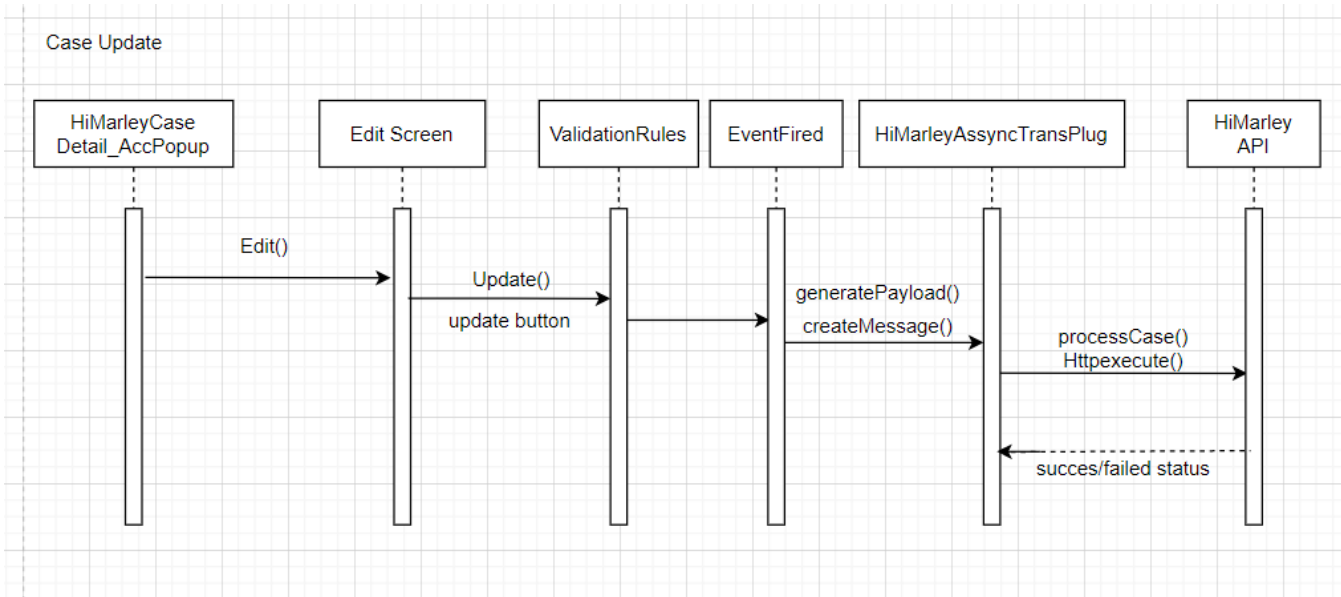 Case Update
HiMarleyCase
Detail_AccPopup
Edit Screen
ValidationRules
EventFired
HiMarleyAssyncTransPlug
HiMarley
API
Edit()
Update()
update button
generatePayload()
createMessage()
processCase()
Httpexecute()
succes/failed status